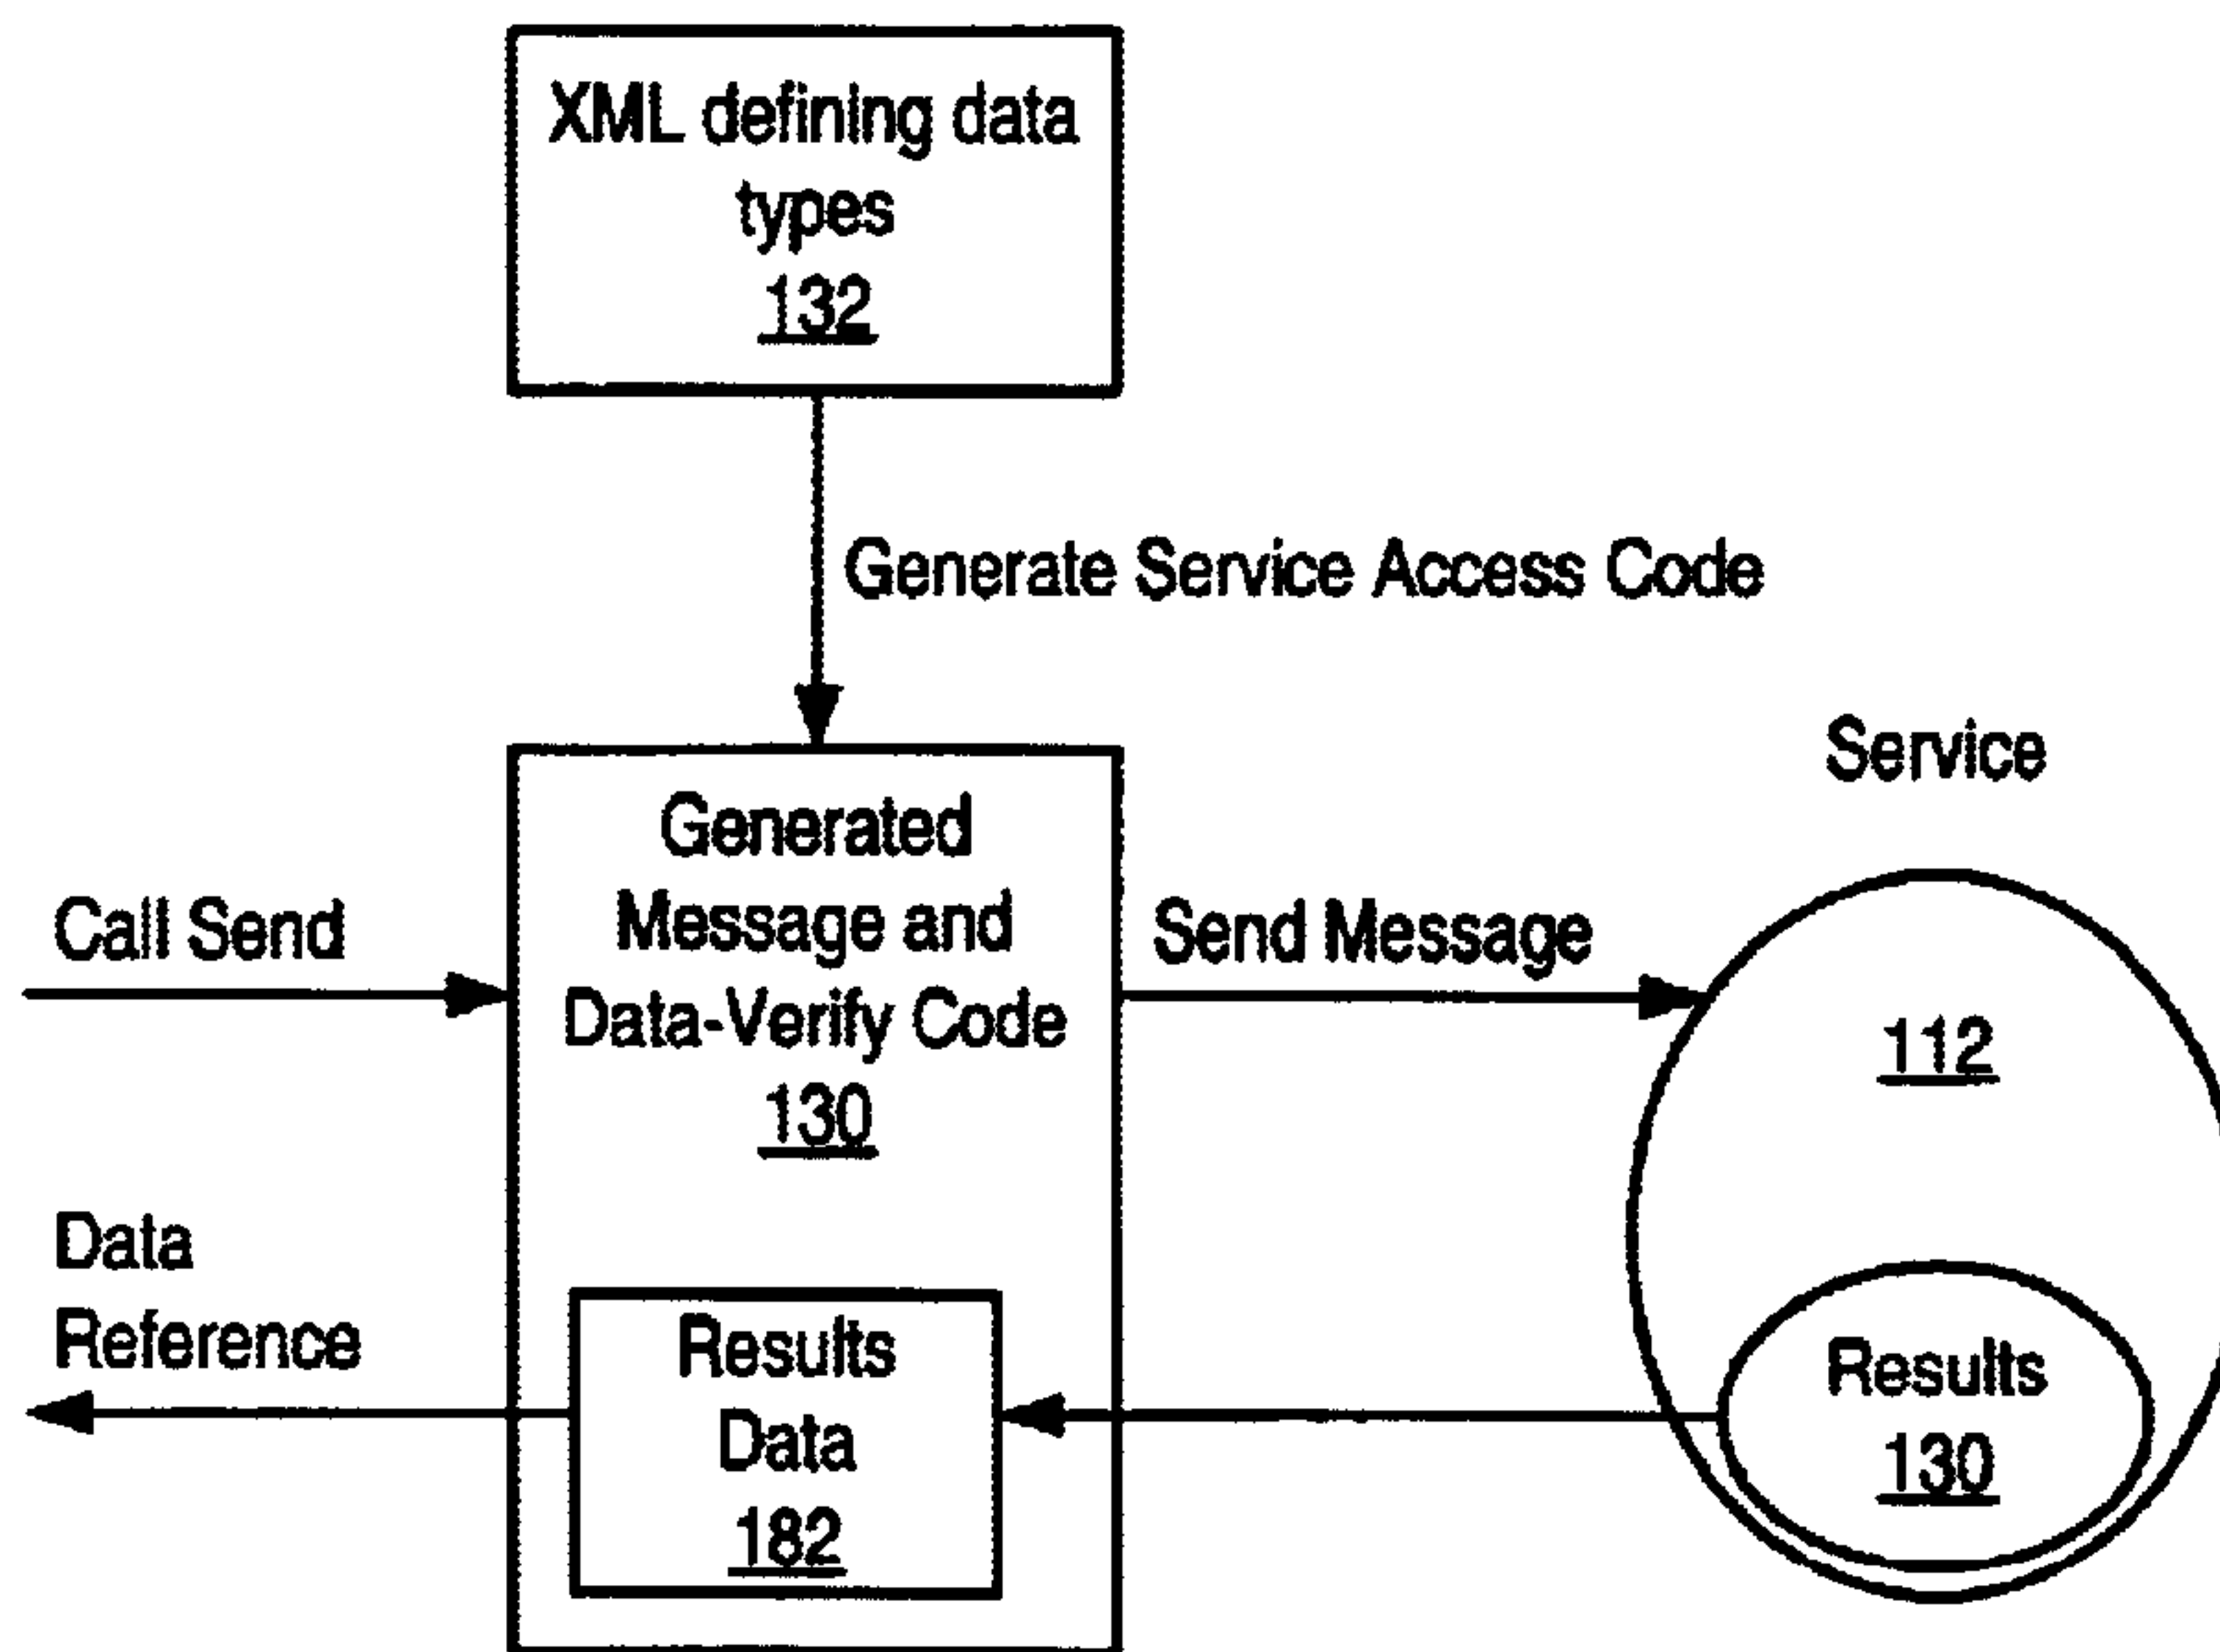 XML defining data
types
132
Generate Service Access Code
Service
Generated
Message and
Data-Verify Code
130
Call Send
Send Message
112
Data
Reference
Results
Data
182
Results
130